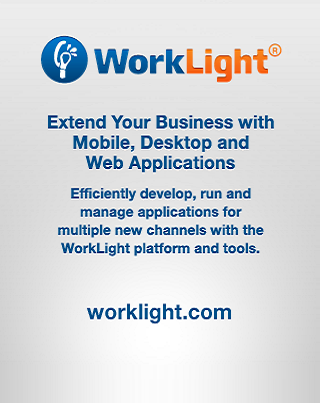 WorkLight®
Extend Your Business with
Mobile, Desktop and
Web Applications
Efficiently develop, run and
manage applications for
multiple new channels with the
WorkLight platform and tools.
worklight.com